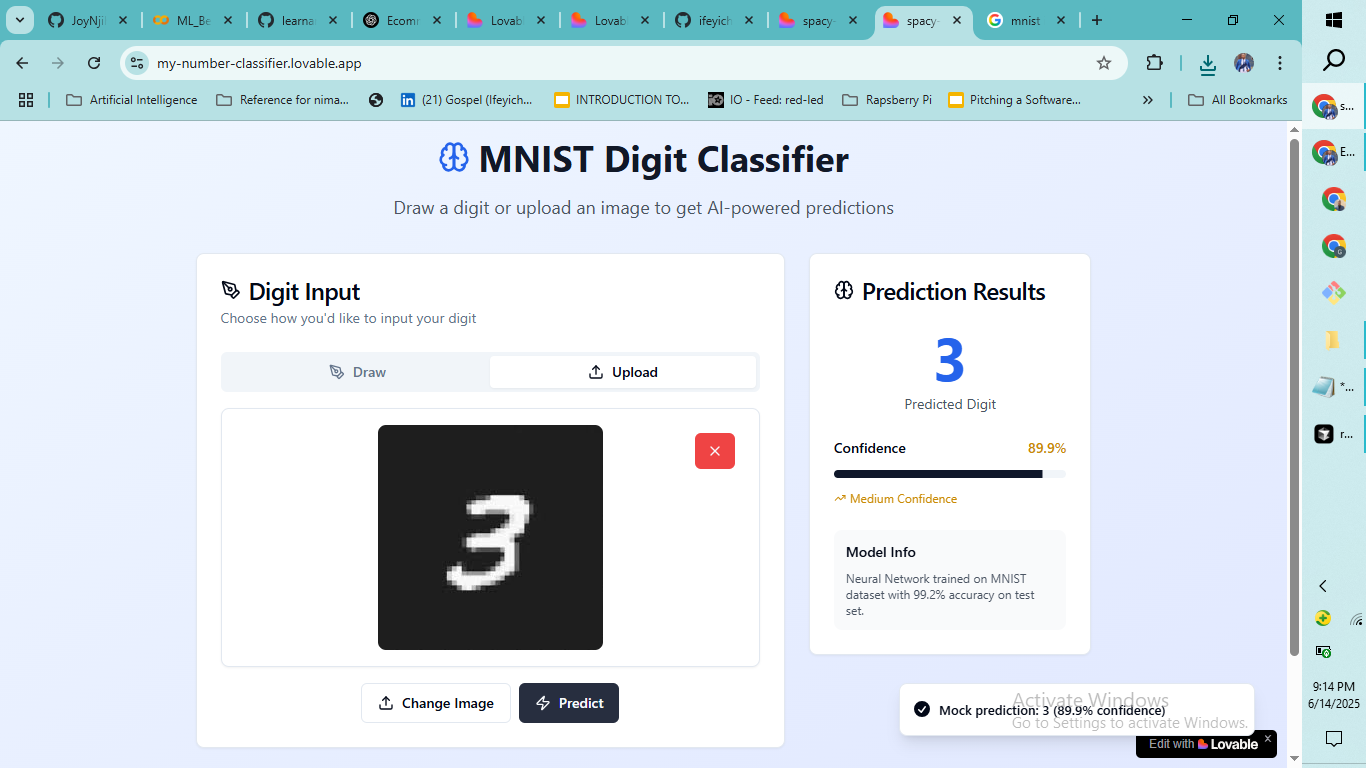 JoyNji
ML_Be
learna
Ecomm
Lovabl
Lovabl
ifeyich
spacy-
spacy-
mnist
my-number-classifier.lovable.app
Artificial Intelligence
Reference for nima...
(21) Gospel (Ifeyich...
INTRODUCTION TO...
IO - Feed: red-led
Rapsberry Pi
Pitching a Software...
All Bookmarks
s...
E...
*...
r...
MNIST Digit Classifier
Draw a digit or upload an image to get AI-powered predictions
Digit Input
Choose how you'd like to input your digit
Draw
Upload
3
Change Image
Predict
Prediction Results
3
Predicted Digit
Confidence
89.9%
Medium Confidence
Model Info
Neural Network trained on MNIST
dataset with 99.2% accuracy on test
set.
Activate Windows
Mock prediction: 3 (89.9% confidence)
Go to Settings to activate Windows.
Edit with Lovable
9:14 PM
6/14/2025